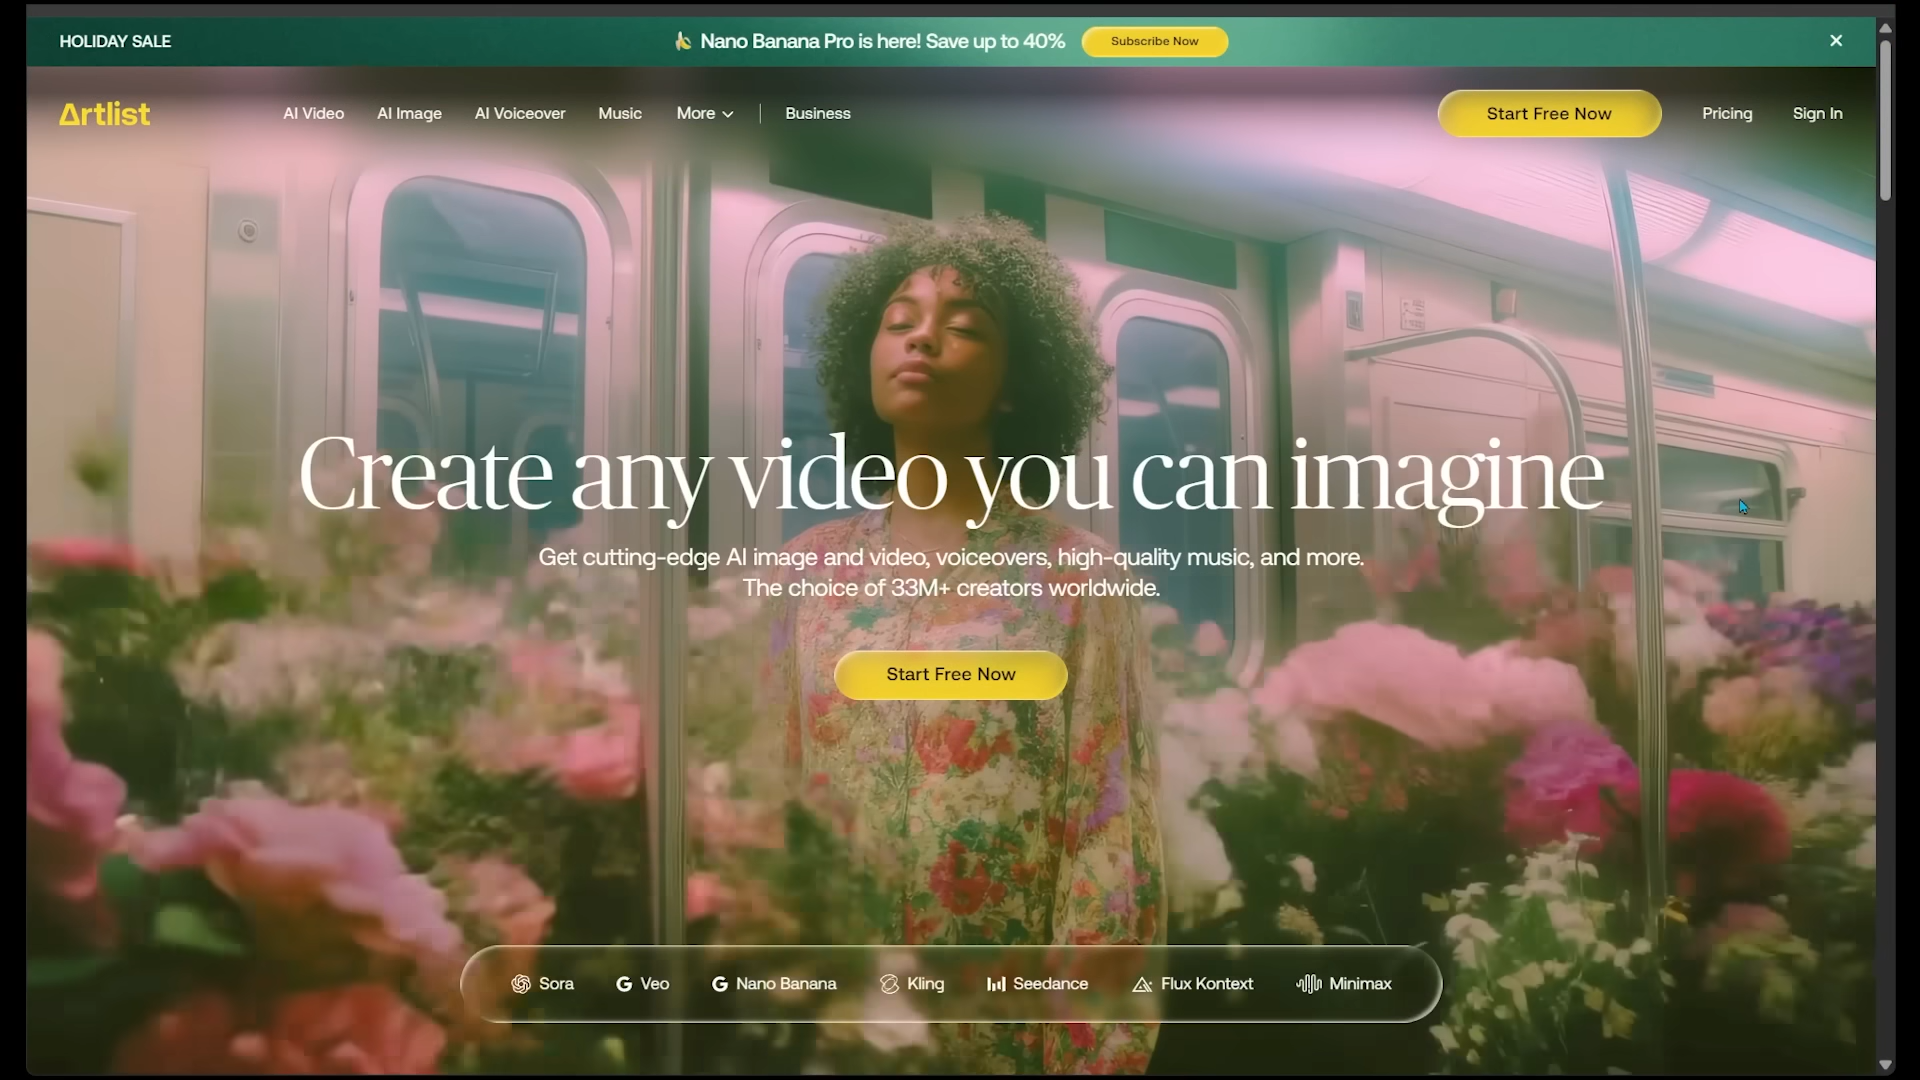 HOLIDAY SALE
Nano Banana Pro is here! Save up to 40%
Subscribe Now
Artlist
AI Video
AI Image
AI Voiceover
Music
More
Business
Start Free Now
Pricing
Sign In
Create any video you can imagine
Get cutting-edge AI image and video, voiceovers, high-quality music, and more.
The choice of 33M+ creators worldwide.
Start Free Now
Sora
Veo
Nano Banana
Kling
Seedance
Flux Kontext
Minimax